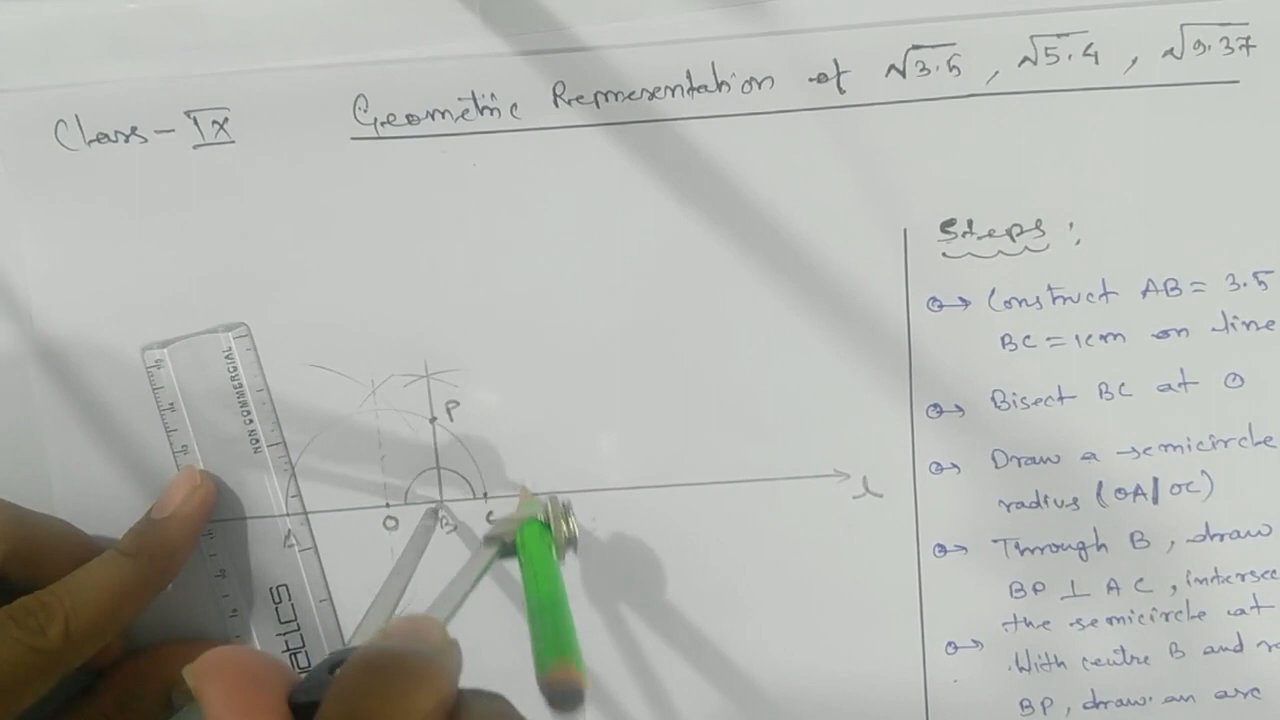 Class - IX
Geometric Representation of √3.5, √5.4, √9.37
Steps:
Construct AB = 3.5
BC = 1cm on line
Bisect BC at O
Draw a semicircle
radius (OA/OC)
Through B, draw
BP ⊥ AC, intersec
the semicircle at
With centre B and
BP, draw an arc
NON COMMERCIAL
atics
P
O B C l
A